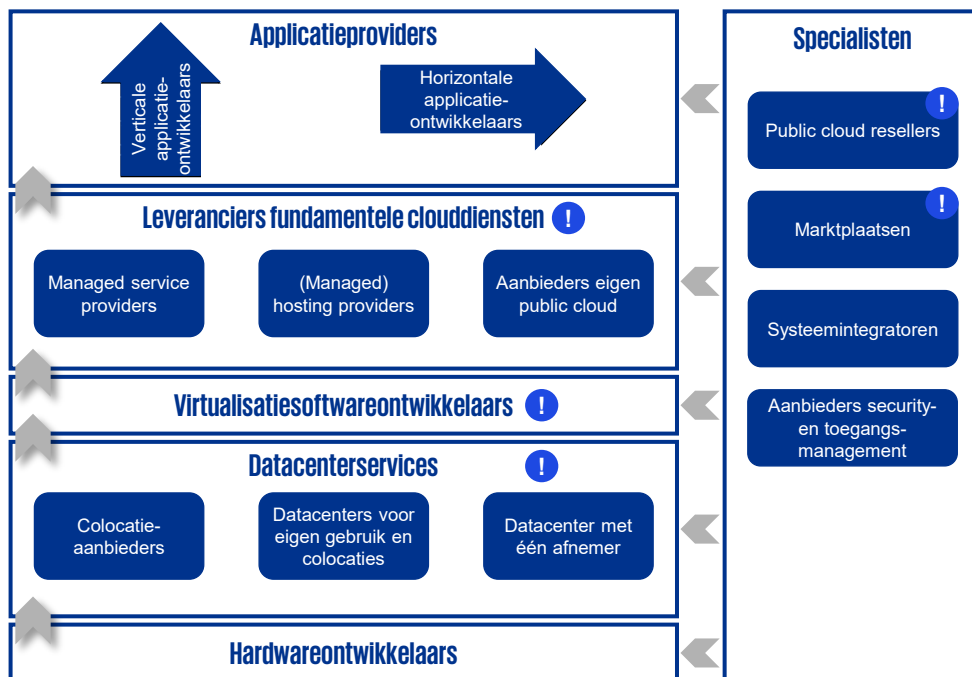 Applicatieproviders
Verticale
applicatie-
ontwikkelaars
Horizontale
applicatie-
ontwikkelaars
Leveranciers fundamentele clouddiensten !
Managed service
providers
(Managed)
hosting providers
Aanbieders eigen
public cloud
Virtualisatiesoftwareontwikkelaars !
Datacenterservices !
Colocatie-
aanbieders
Datacenters voor
eigen gebruik en
colocaties
Datacenter met
één afnemer
Hardwareontwikkelaars
Specialisten
!
Public cloud resellers
!
Marktplaatsen
Systeemintegratoren
Aanbieders security-
en toegangs-
management